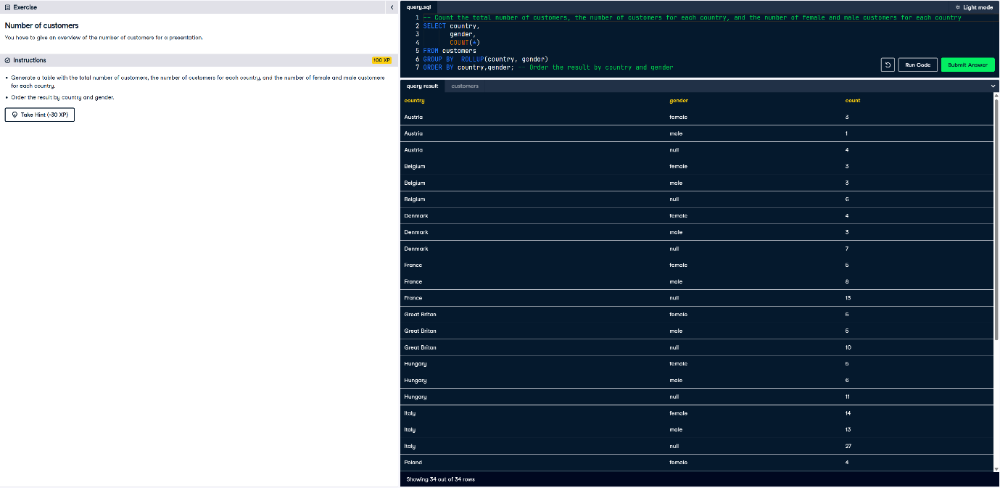 Exercise
Number of customers
You have to give an overview of the number of customers for a presentation.
Instructions
100 XP
Generate a table with the total number of customers, the number of customers for each country, and the number of female and male customers
for each country.
Order the result by country and gender.
Take Hint (-30 XP)
query.sql
Light mode
1 -- Count the total number of customers, the number of customers for each country, and the number of female and male customers for each country
2 SELECT country,
3 gender,
4 COUNT(*)
5 FROM customers
6 GROUP BY ROLLUP(country, gender)
7 ORDER BY country,gender; -- Order the result by country and gender
Run Code
Submit Answer
query result customers
country gender count
Austria female 3
Austria male 1
Austria null 4
Belgium female 3
Belgium male 3
Belgium null 6
Denmark female 4
Denmark male 3
Denmark null 7
France female 5
France male 8
France null 13
Great Britan female 5
Great Britan male 5
Great Britan null 10
Hungary female 5
Hungary male 6
Hungary null 11
Italy female 14
Italy male 13
Italy null 27
Poland female 4
Showing 34 out of 34 rows